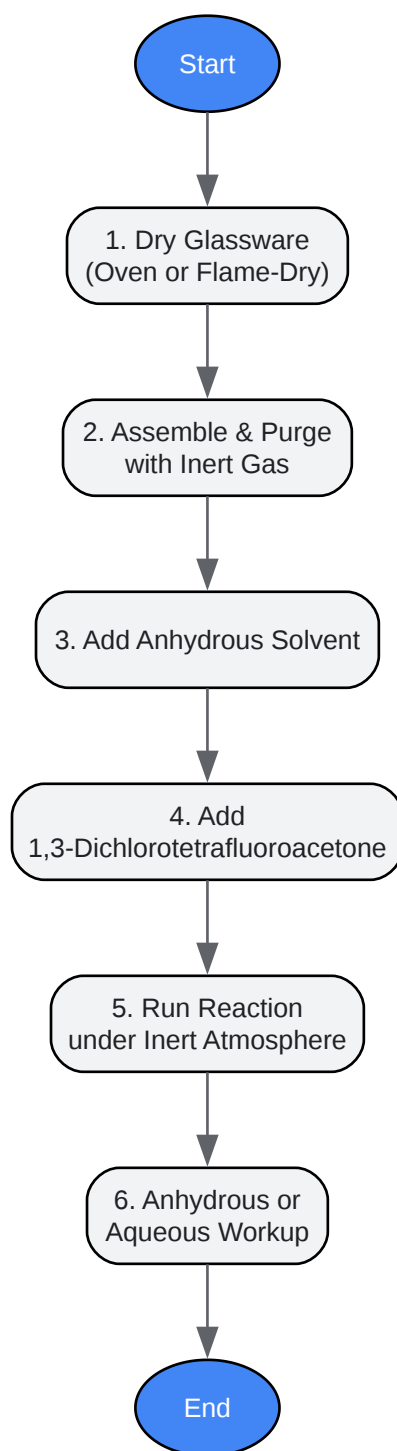 Start
1. Dry Glassware
(Oven or Flame-Dry)
2. Assemble & Purge
with Inert Gas
3. Add Anhydrous Solvent
4. Add
1,3-Dichlorotetrafluoroacetone
5. Run Reaction
under Inert Atmosphere
6. Anhydrous or
Aqueous Workup
End